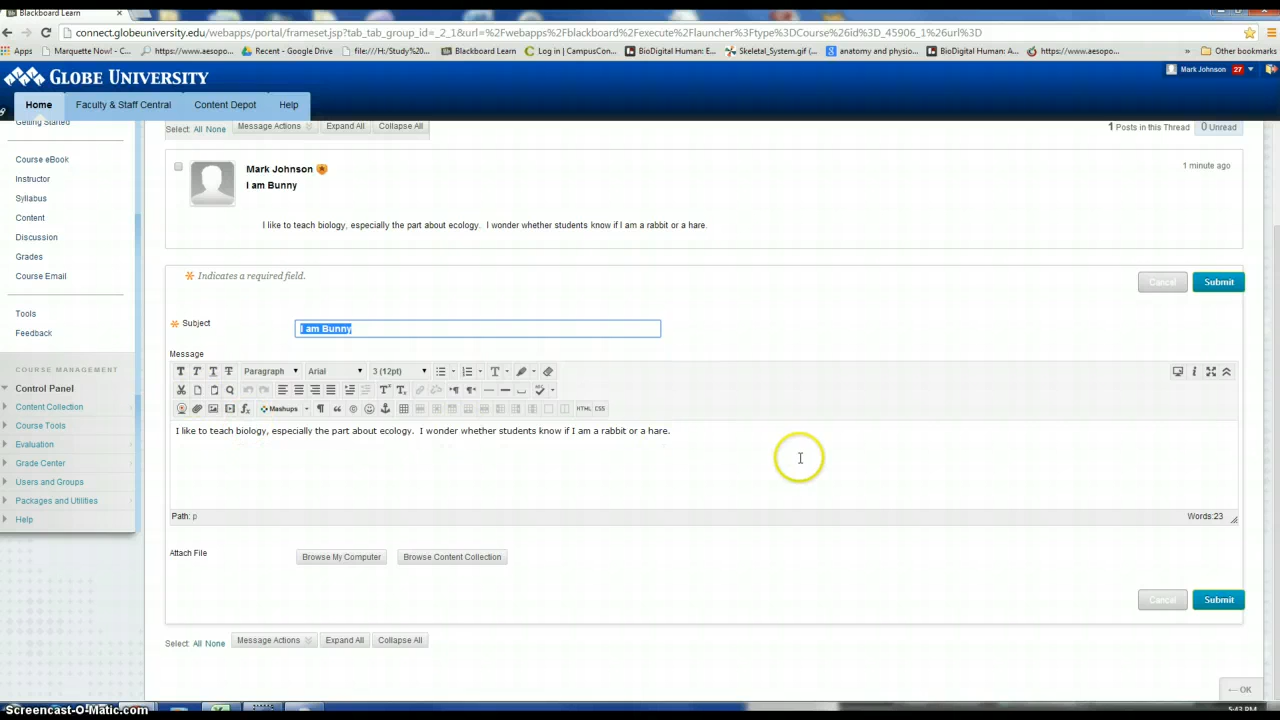 Blackboard Learn
connect.globeuniversity.edu/webapps/portal/frameset.jsp?tab_tab_group_id=_2_1&url=%2Fwebapps%2Fblackboard%2Fexecute%2Flauncher%3Ftype%3DCourse%26id%3D_45906_1%26url%3D
Apps Marquette Now! - C... https://www.aesopo... Recent - Google Drive file:///H:/Study%20... Blackboard Learn Log in | CampusCon... BioDigital Human: E... Skeletal_System.gif (... anatomy and physio... BioDigital Human: A... https://www.aesopo... » Other bookmarks
GLOBE UNIVERSITY
Mark Johnson 27
Home Faculty & Staff Central Content Depot Help
Getting Started
Course eBook
Instructor
Syllabus
Content
Discussion
Grades
Course Email
Tools
Feedback
COURSE MANAGEMENT
Control Panel
Content Collection
Course Tools
Evaluation
Grade Center
Users and Groups
Packages and Utilities
Help
Select: All None Message Actions Expand All Collapse All
1 Posts in this Thread 0 Unread
Mark Johnson
1 minute ago
I am Bunny
I like to teach biology, especially the part about ecology. I wonder whether students know if I am a rabbit or a hare.
Indicates a required field.
Cancel Submit
Subject I am Bunny
Message
Paragraph Arial 3 (12pt)
Mashups HTML CSS
I like to teach biology, especially the part about ecology. I wonder whether students know if I am a rabbit or a hare.
Path: p Words:23
Attach File Browse My Computer Browse Content Collection
Cancel Submit
Select: All None Message Actions Expand All Collapse All
← OK
Screencast-O-Matic.com
5:43 PM